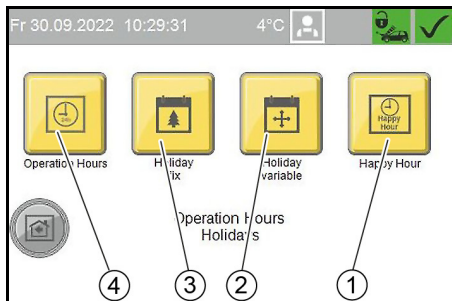 Fr 30.09.2022 10:29:31 4°C
24h
Happy
Hour
Operation Hours
Holiday
fix
Holiday
variable
Happy Hour
Operation Hours
Holidays
4 3 2 1